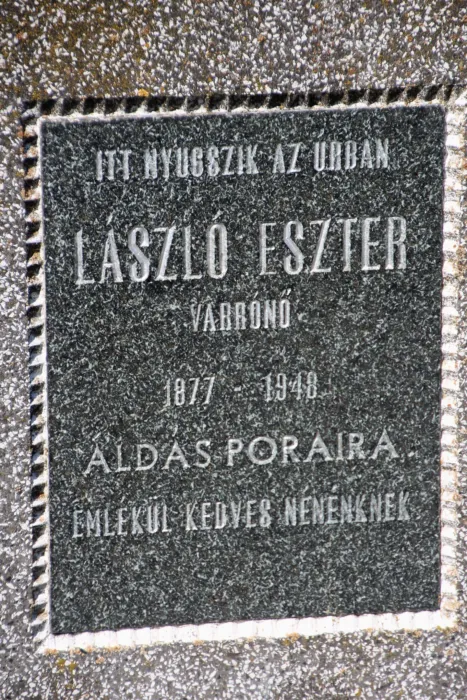 ITT NYUGSZIK AZ ÚRBAN
LÁSZLÓ ESZTER
VARRÓNŐ
1877 - 1948
ÁLDÁS PORAIRA.
EMLÉKÜL KEDVES NÉNÉNKNEK